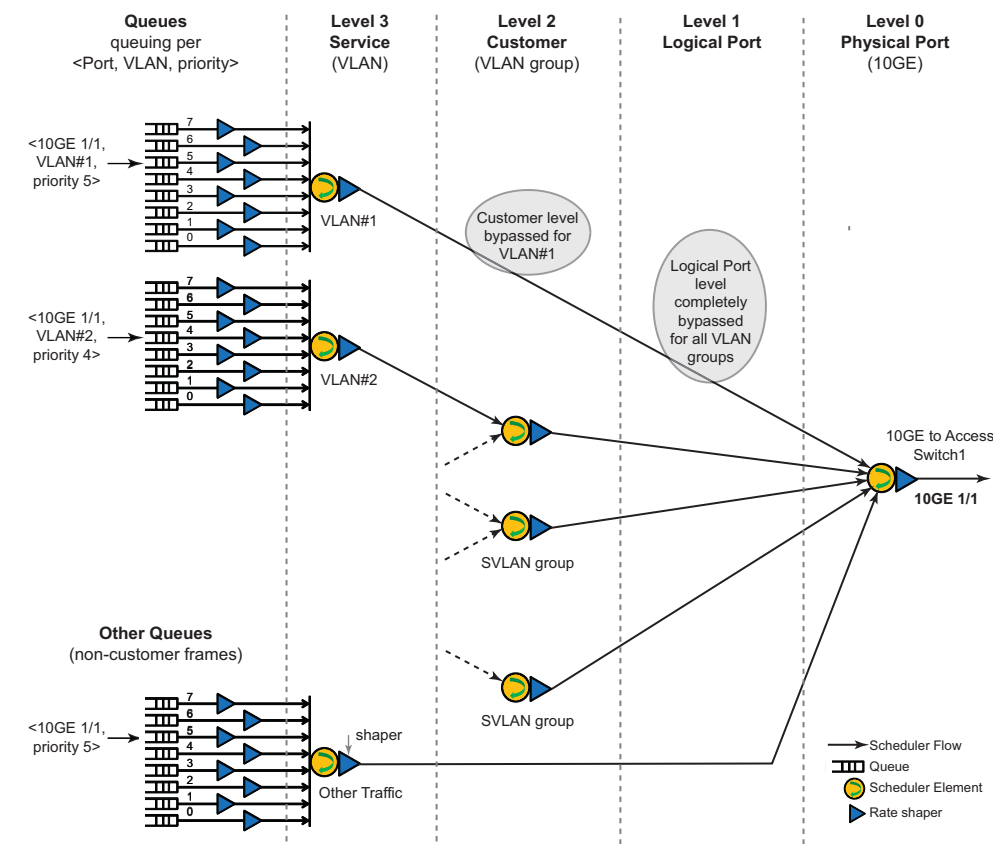 Queues
queuing per
<Port, VLAN, priority>
Level 3
Service
(VLAN)
Level 2
Customer
(VLAN group)
Level 1
Logical Port
Level 0
Physical Port
(10GE)
<10GE 1/1,
VLAN#1,
priority 5>
7
6
5
4
3
2
1
0
VLAN#1
Customer level
bypassed for
VLAN#1
Logical Port
level
completely
bypassed
for all VLAN
groups
<10GE 1/1,
VLAN#2,
priority 4>
7
6
5
4
3
2
1
0
VLAN#2
10GE to Access
Switch1
10GE 1/1
SVLAN group
Other Queues
(non-customer frames)
SVLAN group
<10GE 1/1,
priority 5>
7
6
5
4
3
2
1
0
shaper
Other Traffic
Scheduler Flow
Queue
Scheduler Element
Rate shaper